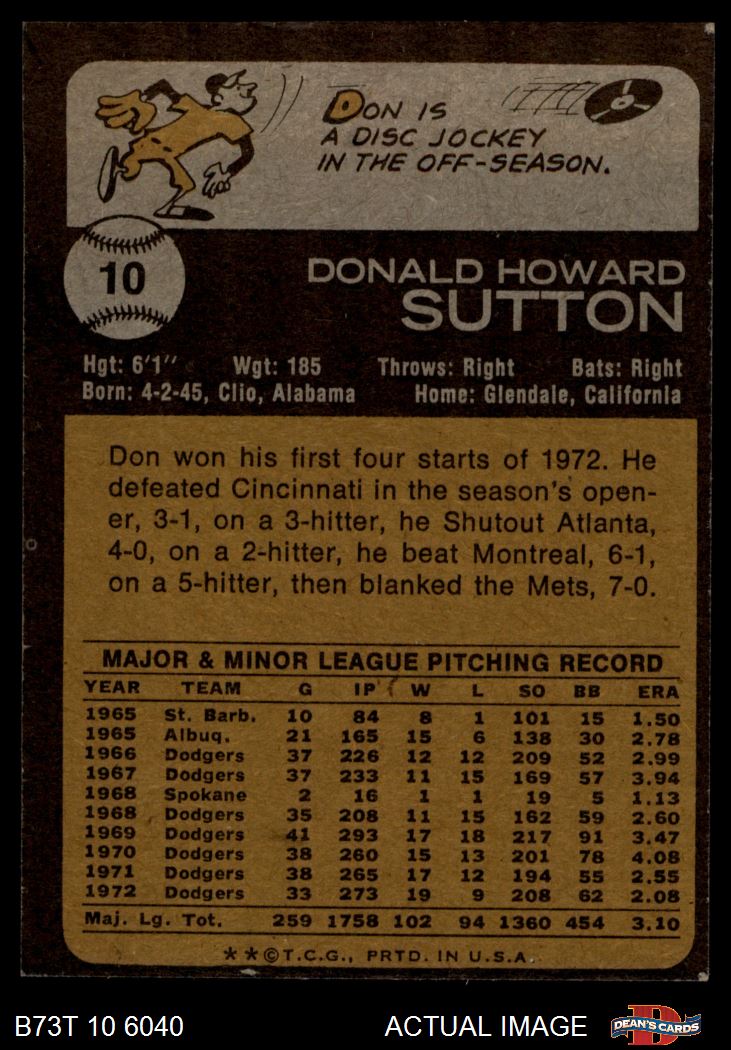 DON IS
A DISC JOCKEY
IN THE OFF-SEASON.
10
DONALD HOWARD
SUTTON
Hgt: 6'1" Wgt: 185 Throws: Right Bats: Right
Born: 4-2-45, Clio, Alabama Home: Glendale, California
Don won his first four starts of 1972. He
defeated Cincinnati in the season's open-
er, 3-1, on a 3-hitter, he Shutout Atlanta,
4-0, on a 2-hitter, he beat Montreal, 6-1,
on a 5-hitter, then blanked the Mets, 7-0.
MAJOR & MINOR LEAGUE PITCHING RECORD
YEAR TEAM G IP W L SO BB ERA
1965 St. Barb. 10 84 8 1 101 15 1.50
1965 Albuq. 21 165 15 6 138 30 2.78
1966 Dodgers 37 226 12 12 209 52 2.99
1967 Dodgers 37 233 11 15 169 57 3.94
1968 Spokane 2 16 1 1 19 5 1.13
1968 Dodgers 35 208 11 15 162 59 2.60
1969 Dodgers 41 293 17 18 217 91 3.47
1970 Dodgers 38 260 15 13 201 78 4.08
1971 Dodgers 38 265 17 12 194 55 2.55
1972 Dodgers 33 273 19 9 208 62 2.08
Maj. Lg. Tot. 259 1758 102 94 1360 454 3.10
**©T.C.G., PRTD. IN U.S.A.
B73T 10 6040 ACTUAL IMAGE DEAN'S CARDS